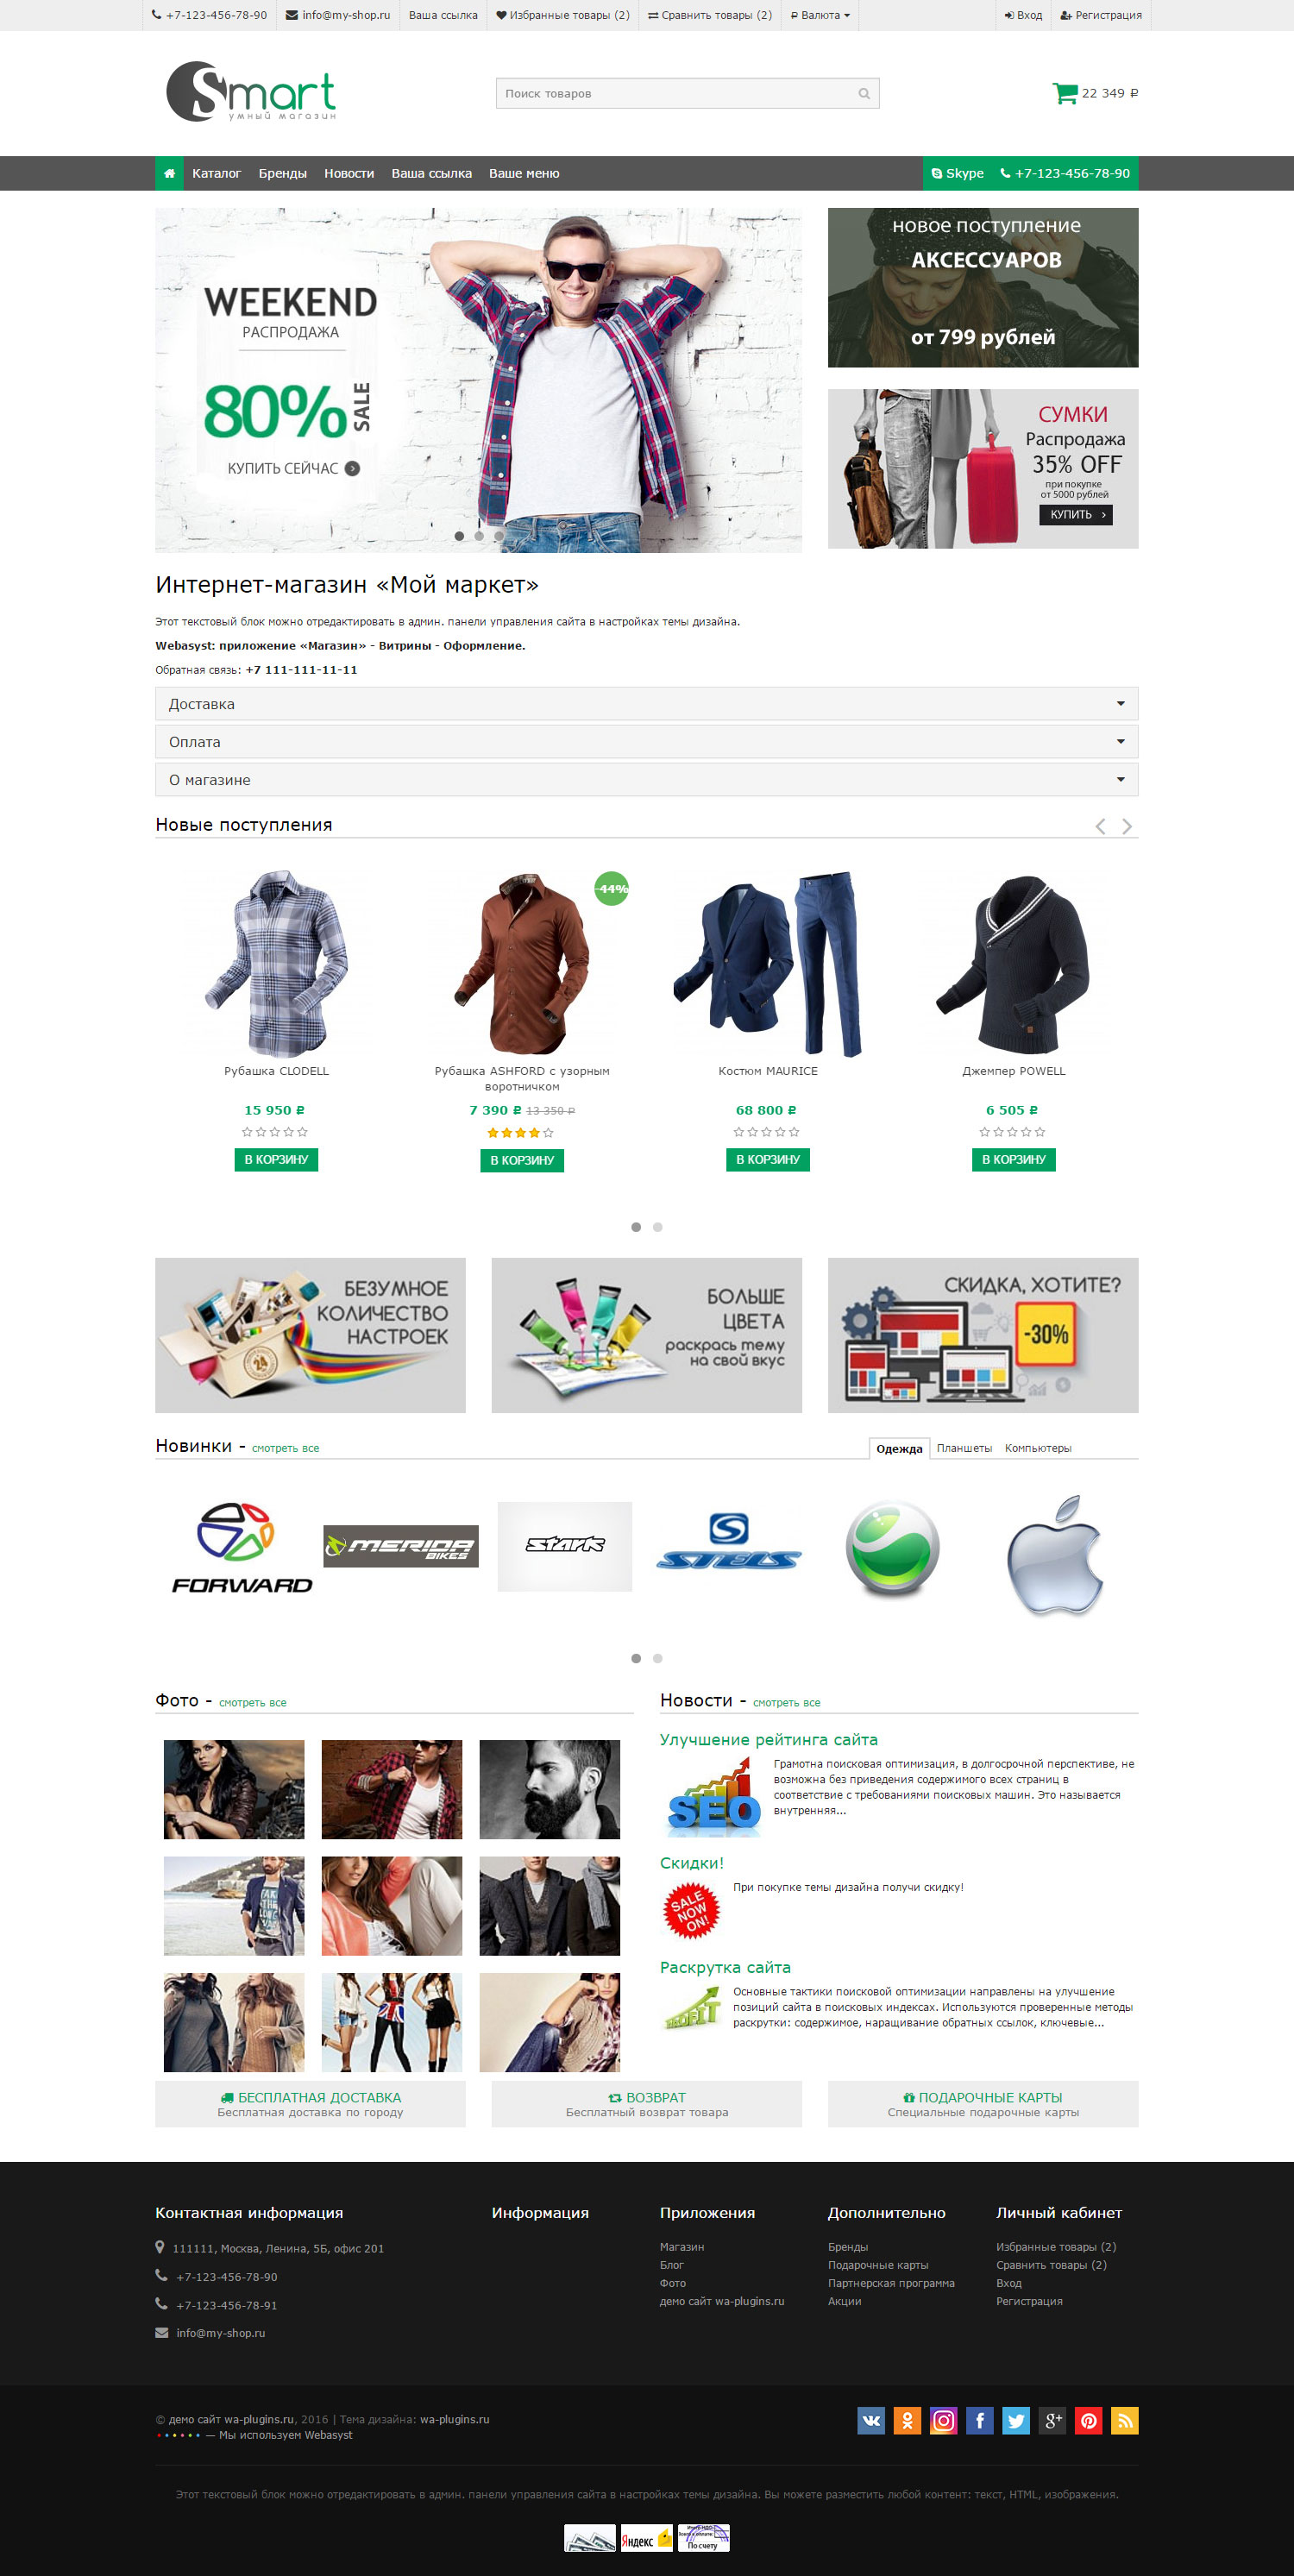 +7-123-456-78-90
info@my-shop.ru
Ваша ссылка
Избранные товары (2)
Сравнить товары (2)
₽ Валюта
Вход
Регистрация
Smart
умный магазин
Поиск товаров
22 349 ₽
Каталог
Бренды
Новости
Ваша ссылка
Ваше меню
Skype
+7-123-456-78-90
WEEKEND
РАСПРОДАЖА
80%
SALE
КУПИТЬ СЕЙЧАС
новое поступление
АКСЕССУАРОВ
от 799 рублей
СУМКИ
Распродажа
35% OFF
при покупке
от 5000 рублей
КУПИТЬ
Интернет-магазин «Мой маркет»
Этот текстовый блок можно отредактировать в админ. панели управления сайта в настройках темы дизайна.
Webasyst: приложение «Магазин» - Витрины - Оформление.
Обратная связь: +7 111-111-11-11
Доставка
Оплата
О магазине
Новые поступления
-44%
Рубашка CLODELL
15 950 ₽
В КОРЗИНУ
Рубашка ASHFORD с узорным
воротничком
7 390 ₽ 13 350 ₽
В КОРЗИНУ
Костюм MAURICE
68 800 ₽
В КОРЗИНУ
Джемпер POWELL
6 505 ₽
В КОРЗИНУ
БЕЗУМНОЕ
КОЛИЧЕСТВО
НАСТРОЕК
БОЛЬШЕ
ЦВЕТА
раскрась тему
на свой вкус
СКИДКА, ХОТИТЕ?
-30%
Новинки - смотреть все
Одежда
Планшеты
Компьютеры
FORWARD
MERIDA
BIKES
STARK
STELS
Фото - смотреть все
Новости - смотреть все
Улучшение рейтинга сайта
SEO
Грамотна поисковая оптимизация, в долгосрочной перспективе, не
возможна без приведения содержимого всех страниц в
соответствие с требованиями поисковых машин. Это называется
внутренняя...
Скидки!
SALE
NOW
ON!
При покупке темы дизайна получи скидку!
Раскрутка сайта
PROFIT
Основные тактики поисковой оптимизации направлены на улучшение
позиций сайта в поисковых индексах. Используются проверенные методы
раскрутки: содержимое, наращивание обратных ссылок, ключевые...
БЕСПЛАТНАЯ ДОСТАВКА
Бесплатная доставка по городу
ВОЗВРАТ
Бесплатный возврат товара
ПОДАРОЧНЫЕ КАРТЫ
Специальные подарочные карты
Контактная информация
111111, Москва, Ленина, 5Б, офис 201
+7-123-456-78-90
+7-123-456-78-91
info@my-shop.ru
Информация
Приложения
Магазин
Блог
Фото
демо сайт wa-plugins.ru
Дополнительно
Бренды
Подарочные карты
Партнерская программа
Акции
Личный кабинет
Избранные товары (2)
Сравнить товары (2)
Вход
Регистрация
© демо сайт wa-plugins.ru, 2016 | Тема дизайна: wa-plugins.ru
— Мы используем Webasyst
Этот текстовый блок можно отредактировать в админ. панели управления сайта в настройках темы дизайна. Вы можете разместить любой контент: текст, HTML, изображения.
Яндекс
По счету